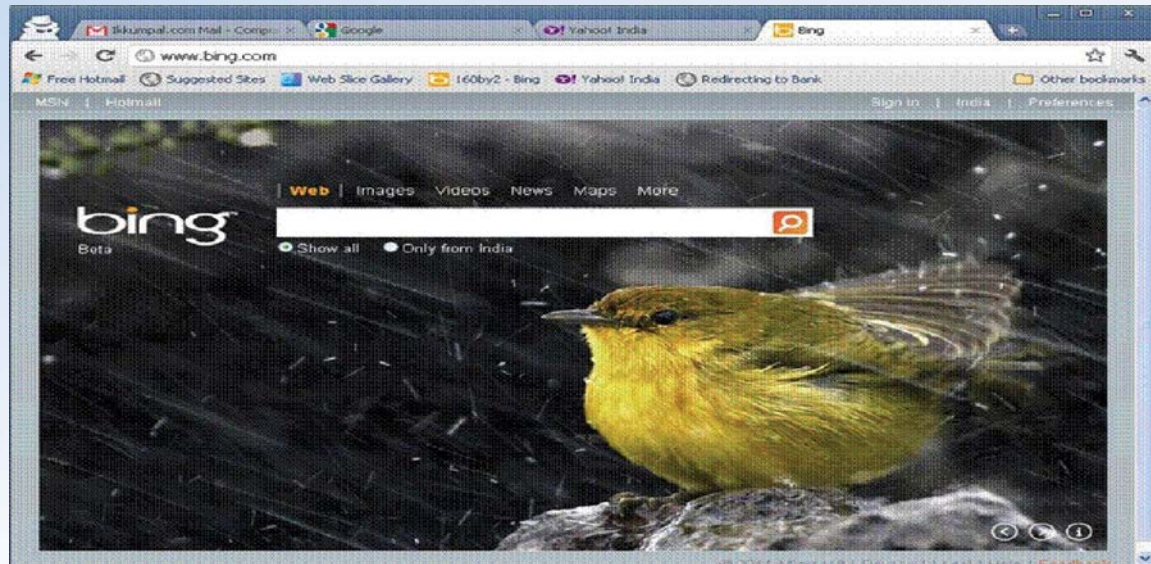 Ikkumpal.com Mail - Compo
Google
Yahoo! India
Bing
www.bing.com
Free Hotmail
Suggested Sites
Web Slice Gallery
160by2 - Bing
Yahoo! India
Redirecting to Bank
Other bookmarks
MSN | Hotmail
Sign in | India | Preferences
| Web | Images Videos News Maps More
bing
Beta
Show all
Only from India